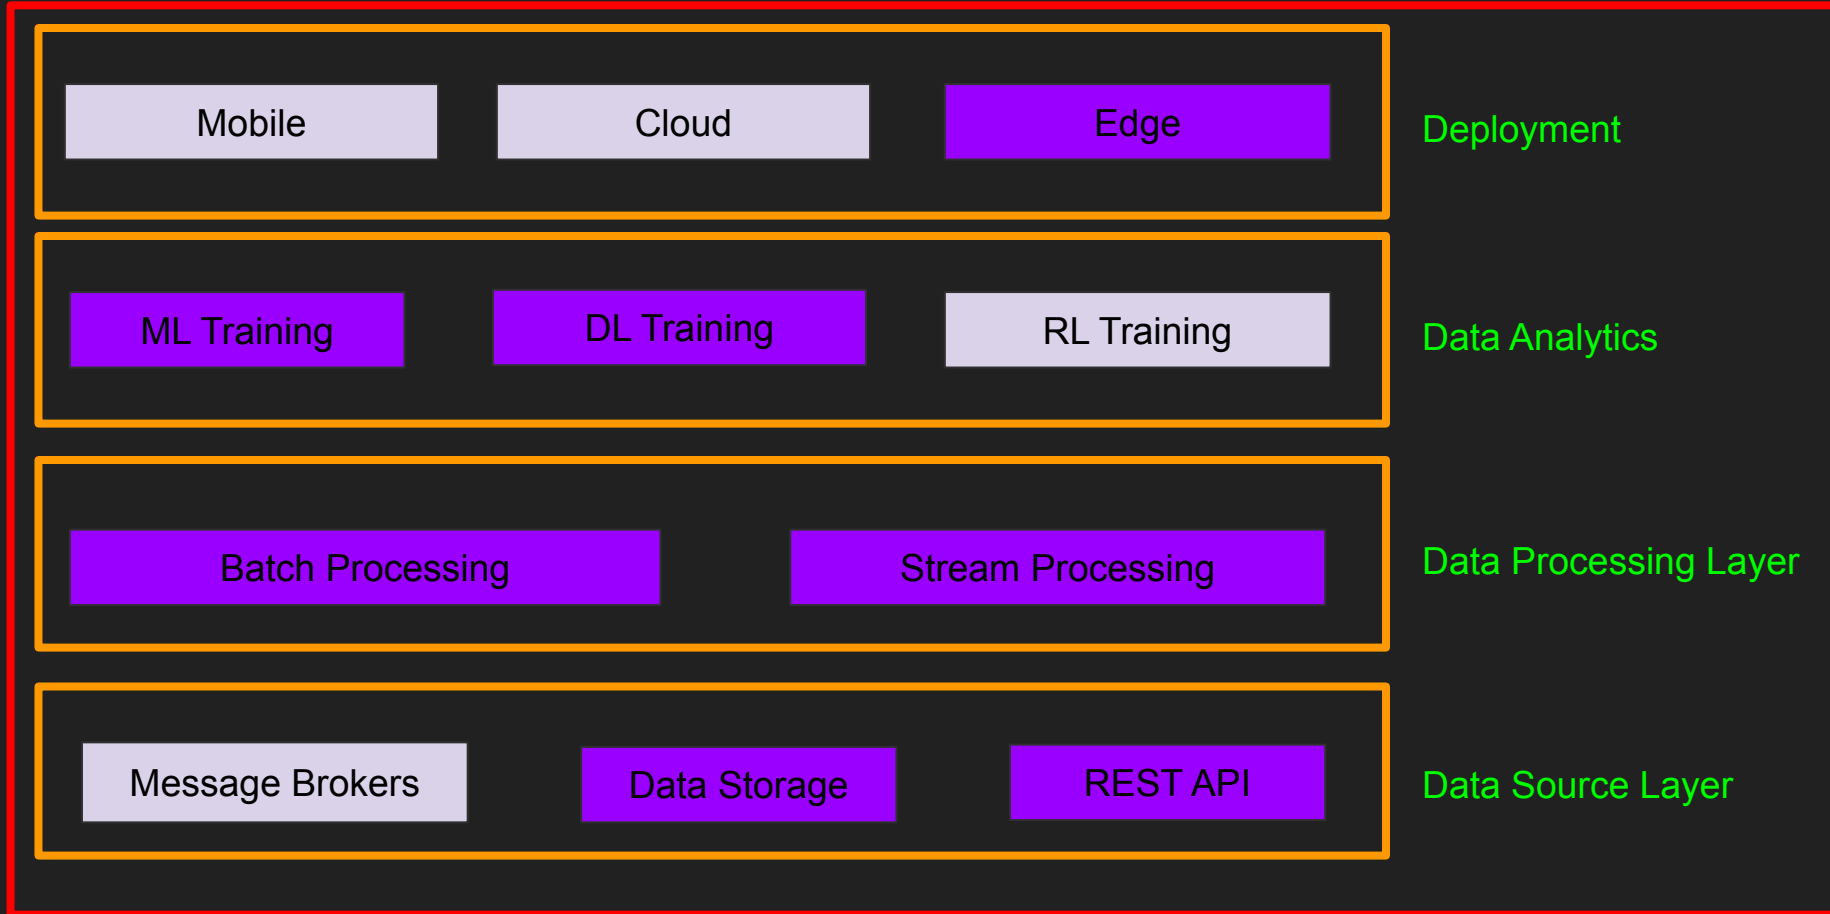 Mobile
Cloud
Edge
Deployment
ML Training
DL Training
RL Training
Data Analytics
Batch Processing
Stream Processing
Data Processing Layer
Message Brokers
Data Storage
REST API
Data Source Layer